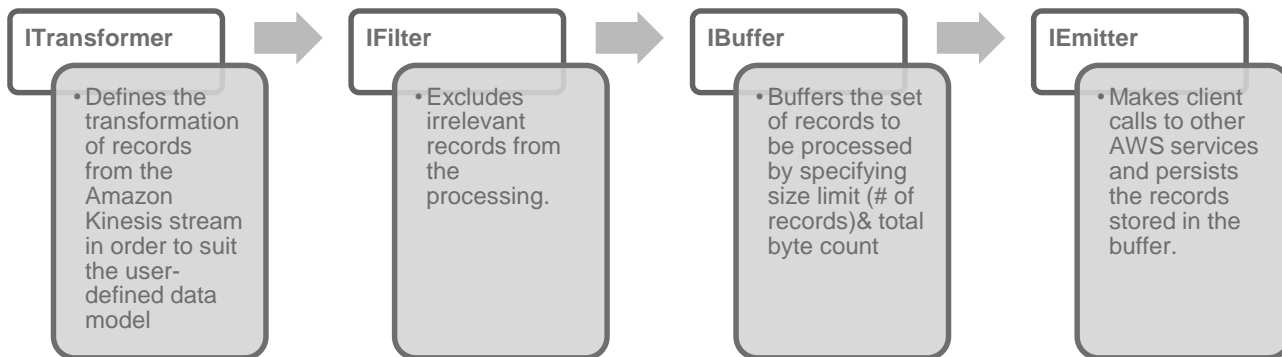 ITransformer
• Defines the
transformation
of records
from the
Amazon
Kinesis stream
in order to suit
the user-
defined data
model
IFilter
• Excludes
irrelevant
records from
the
processing.
IBuffer
• Buffers the set
of records to
be processed
by specifying
size limit (# of
records)& total
byte count
IEmitter
• Makes client
calls to other
AWS services
and persists
the records
stored in the
buffer.